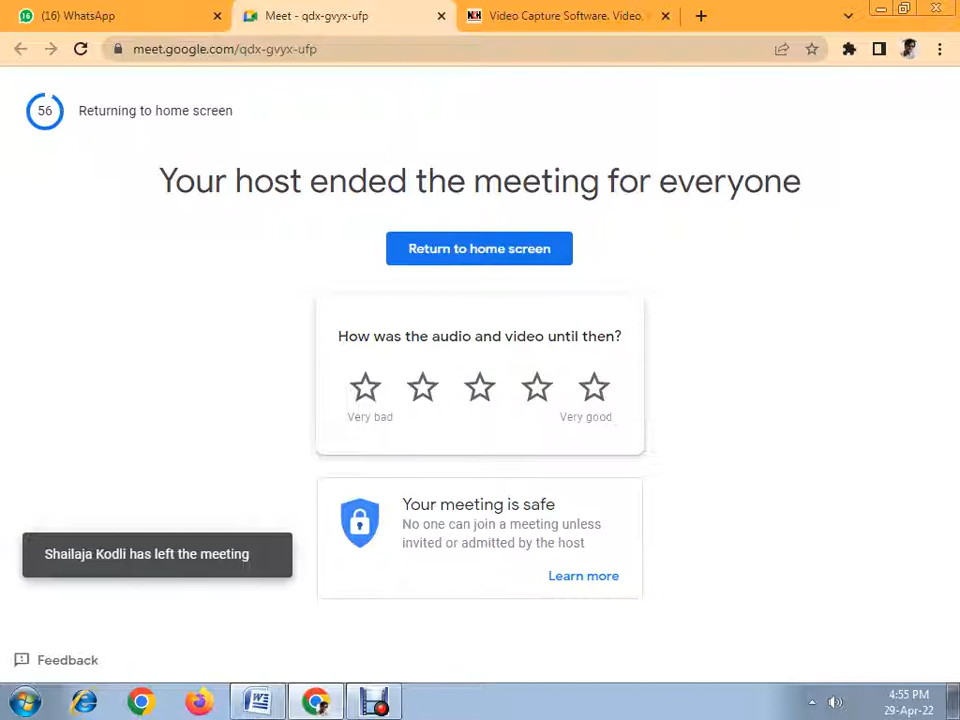 (16) WhatsApp
Meet - qdx-gvyx-ufp
Video Capture Software. Video,
meet.google.com/qdx-gvyx-ufp
56
Returning to home screen
Your host ended the meeting for everyone
Return to home screen
How was the audio and video until then?
Very bad
Very good
Your meeting is safe
No one can join a meeting unless
invited or admitted by the host
Learn more
Shailaja Kodli has left the meeting
Feedback
4:55 PM
29-Apr-22